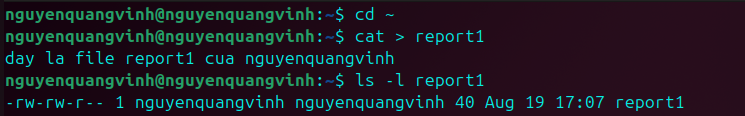 nguyenquangvinh@nguyenquangvinh:~$ cd ~
nguyenquangvinh@nguyenquangvinh:~$ cat > report1
day la file report1 cua nguyenquangvinh
nguyenquangvinh@nguyenquangvinh:~$ ls -l report1
-rw-rw-r-- 1 nguyenquangvinh nguyenquangvinh 40 Aug 19 17:07 report1